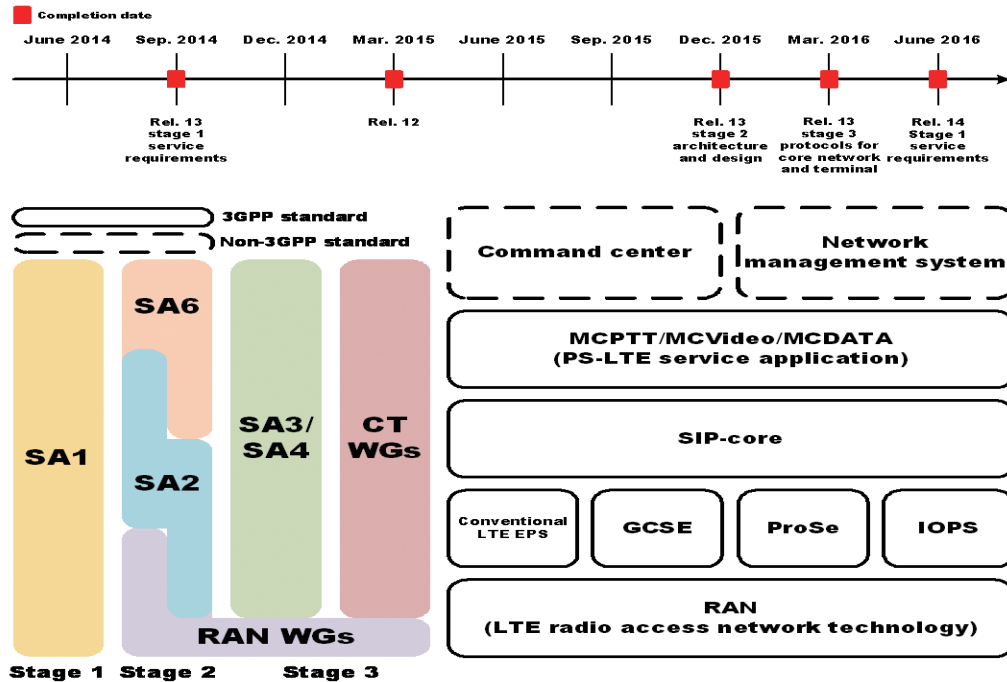 Completion date
June 2014 Sep. 2014 Dec. 2014 Mar. 2015 June 2015 Sep. 2015 Dec. 2015 Mar. 2016 June 2016
Rel. 13
stage 1
service
requirements
Rel. 12
Rel. 13
stage 2
architecture
and design
Rel. 13
stage 3
protocols for
core network
and terminal
Rel. 14
Stage 1
service
requirements
3GPP standard
Non-3GPP standard
SA1
SA6
SA2
SA3/
SA4
CT
WGs
RAN WGs
Stage 1 Stage 2 Stage 3
Command center
Network
management system
MCPTT/MCVideo/MCDATA
(PS-LTE service application)
SIP-core
Conventional
LTE EPS
GCSE
ProSe
IOPS
RAN
(LTE radio access network technology)